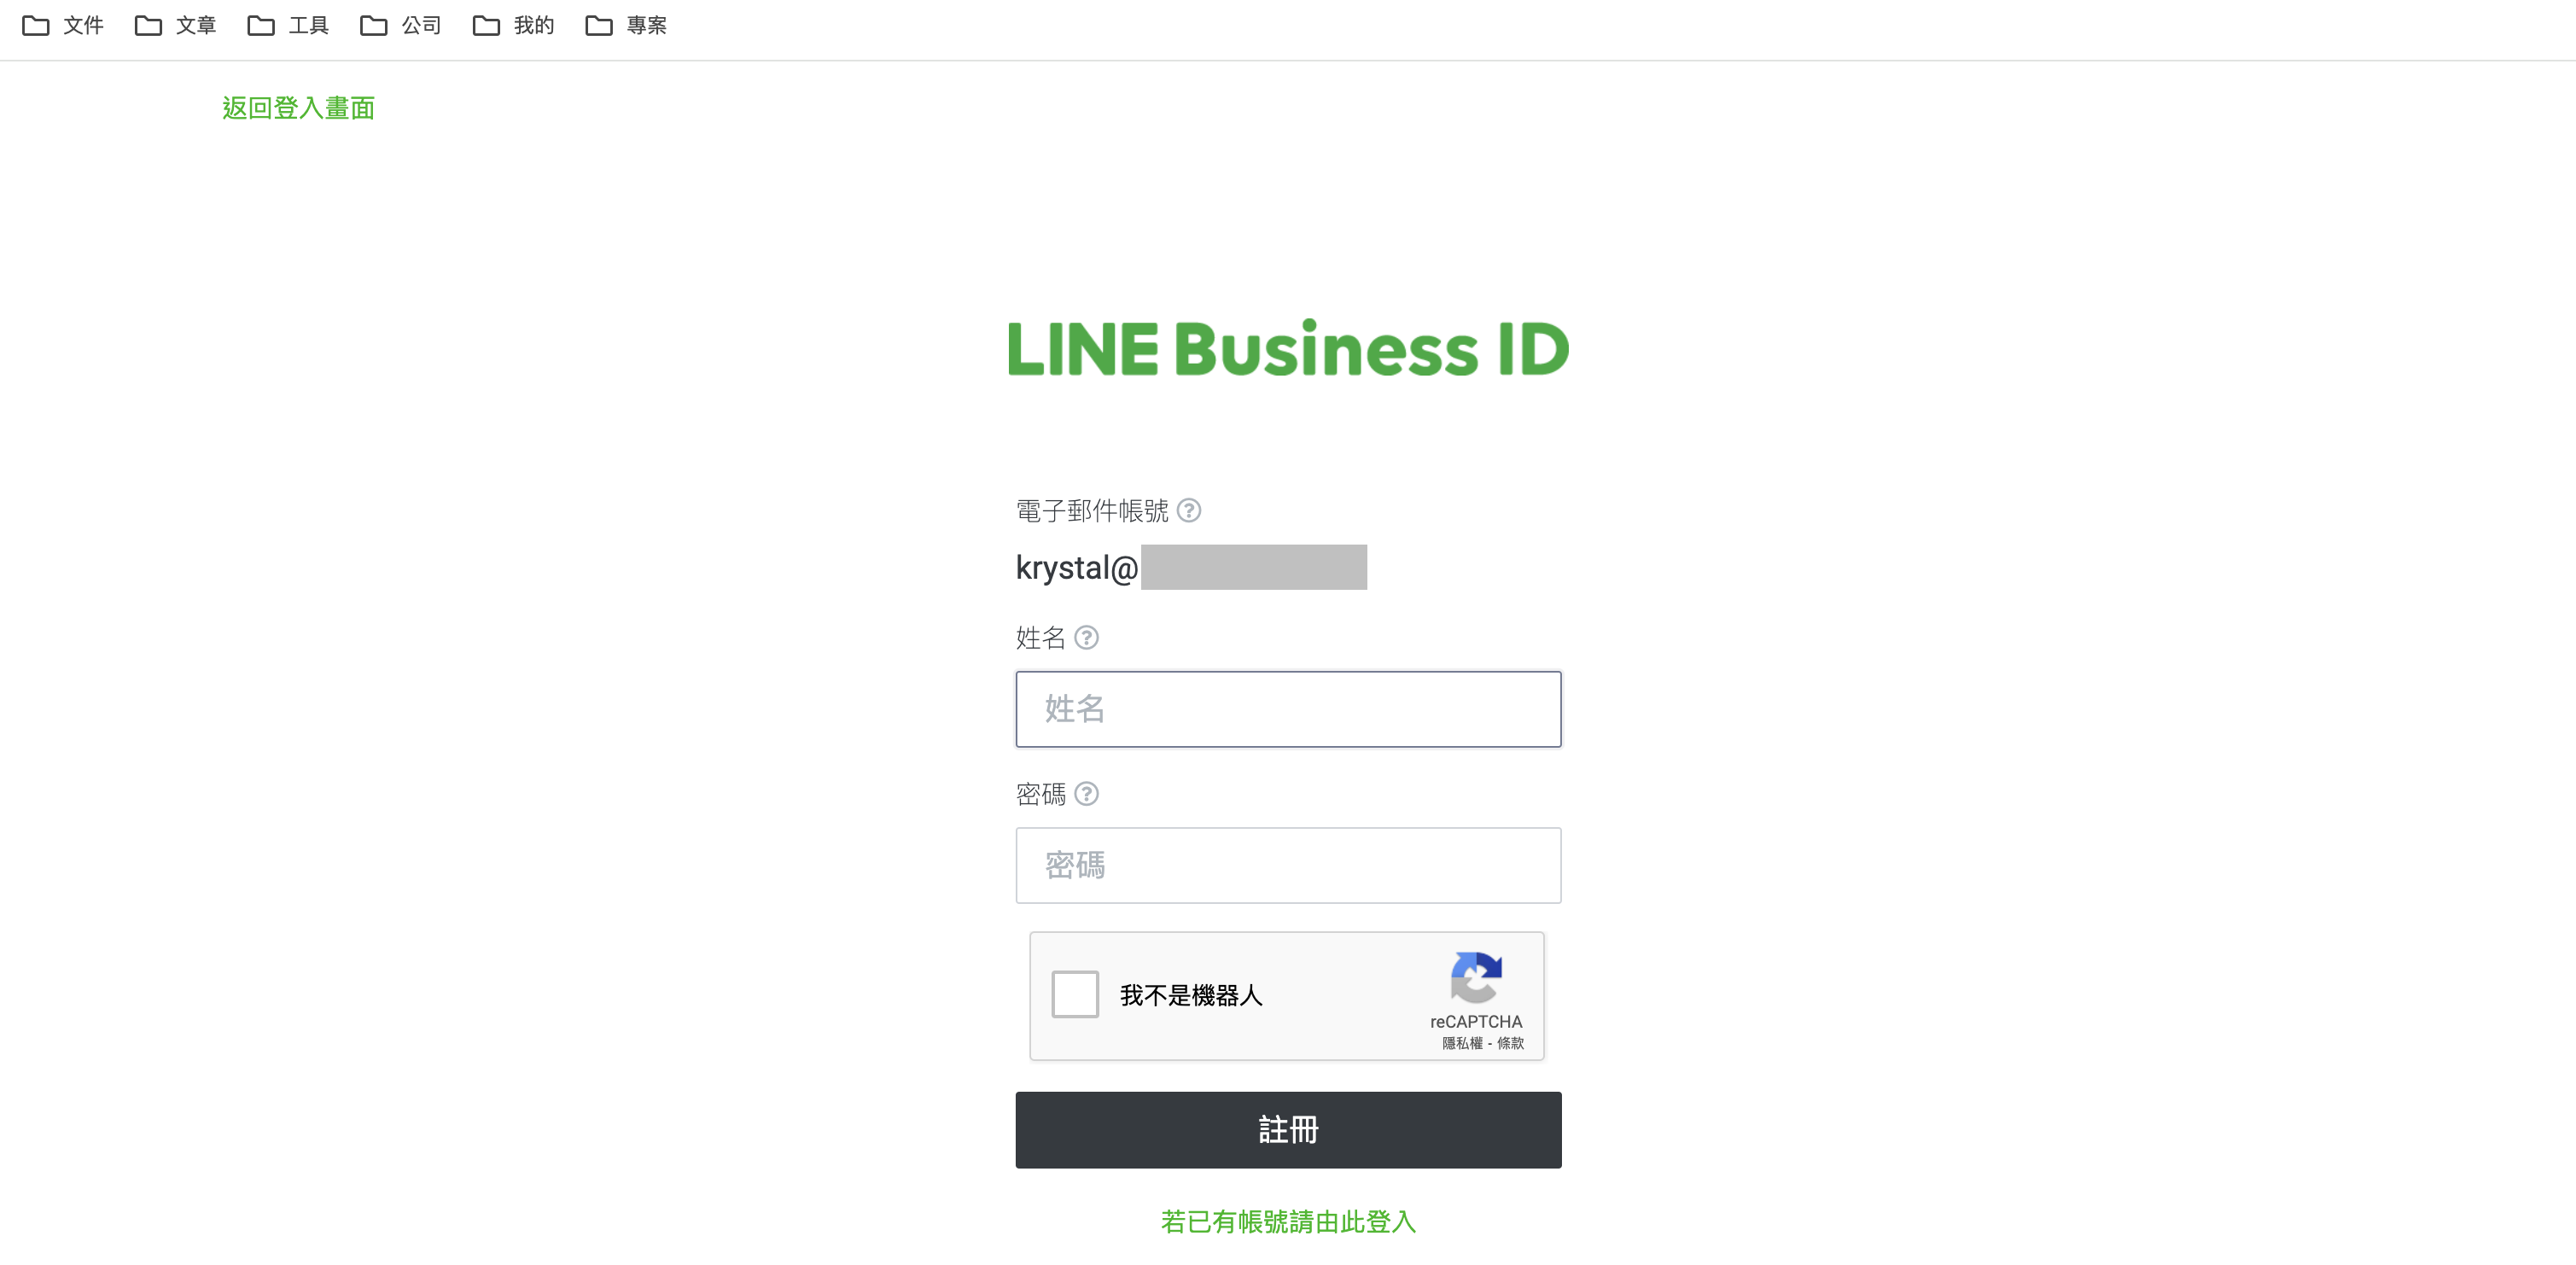 文件 文章 工具 公司 我的 專案
返回登入畫面
LINE Business ID
電子郵件帳號 ?
krystal@
姓名 ?
姓名
密碼 ?
密碼
我不是機器人
reCAPTCHA
隱私權 - 條款
註冊
若已有帳號請由此登入